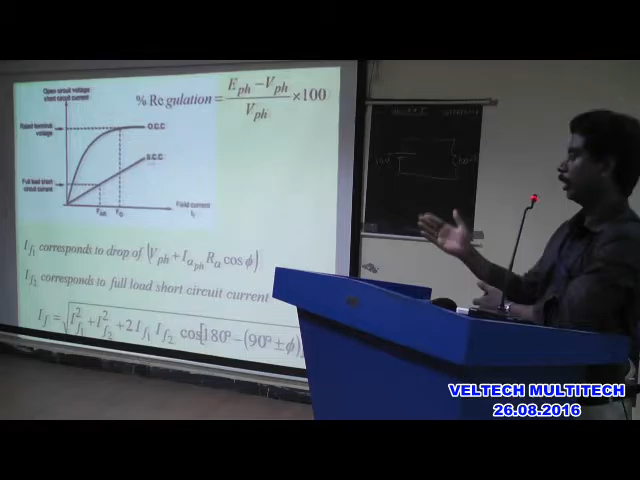 Open circuit voltage
short circuit current
% Regulation = (E_ph − V_ph) / V_ph × 100
Rated terminal
voltage
O.C.C
S.C.C
Full load short
circuit current
Field current
I_f
I_f1 corresponds to drop of (V_ph + I_aph R_a cos ϕ)
I_f2 corresponds to full load short circuit current
I_f = √I²_f1 + I²_f2 + 2 I_f1 I_f2 cos[180° − (90° ± ϕ)
VELTECH MULTITECH
26.08.2016